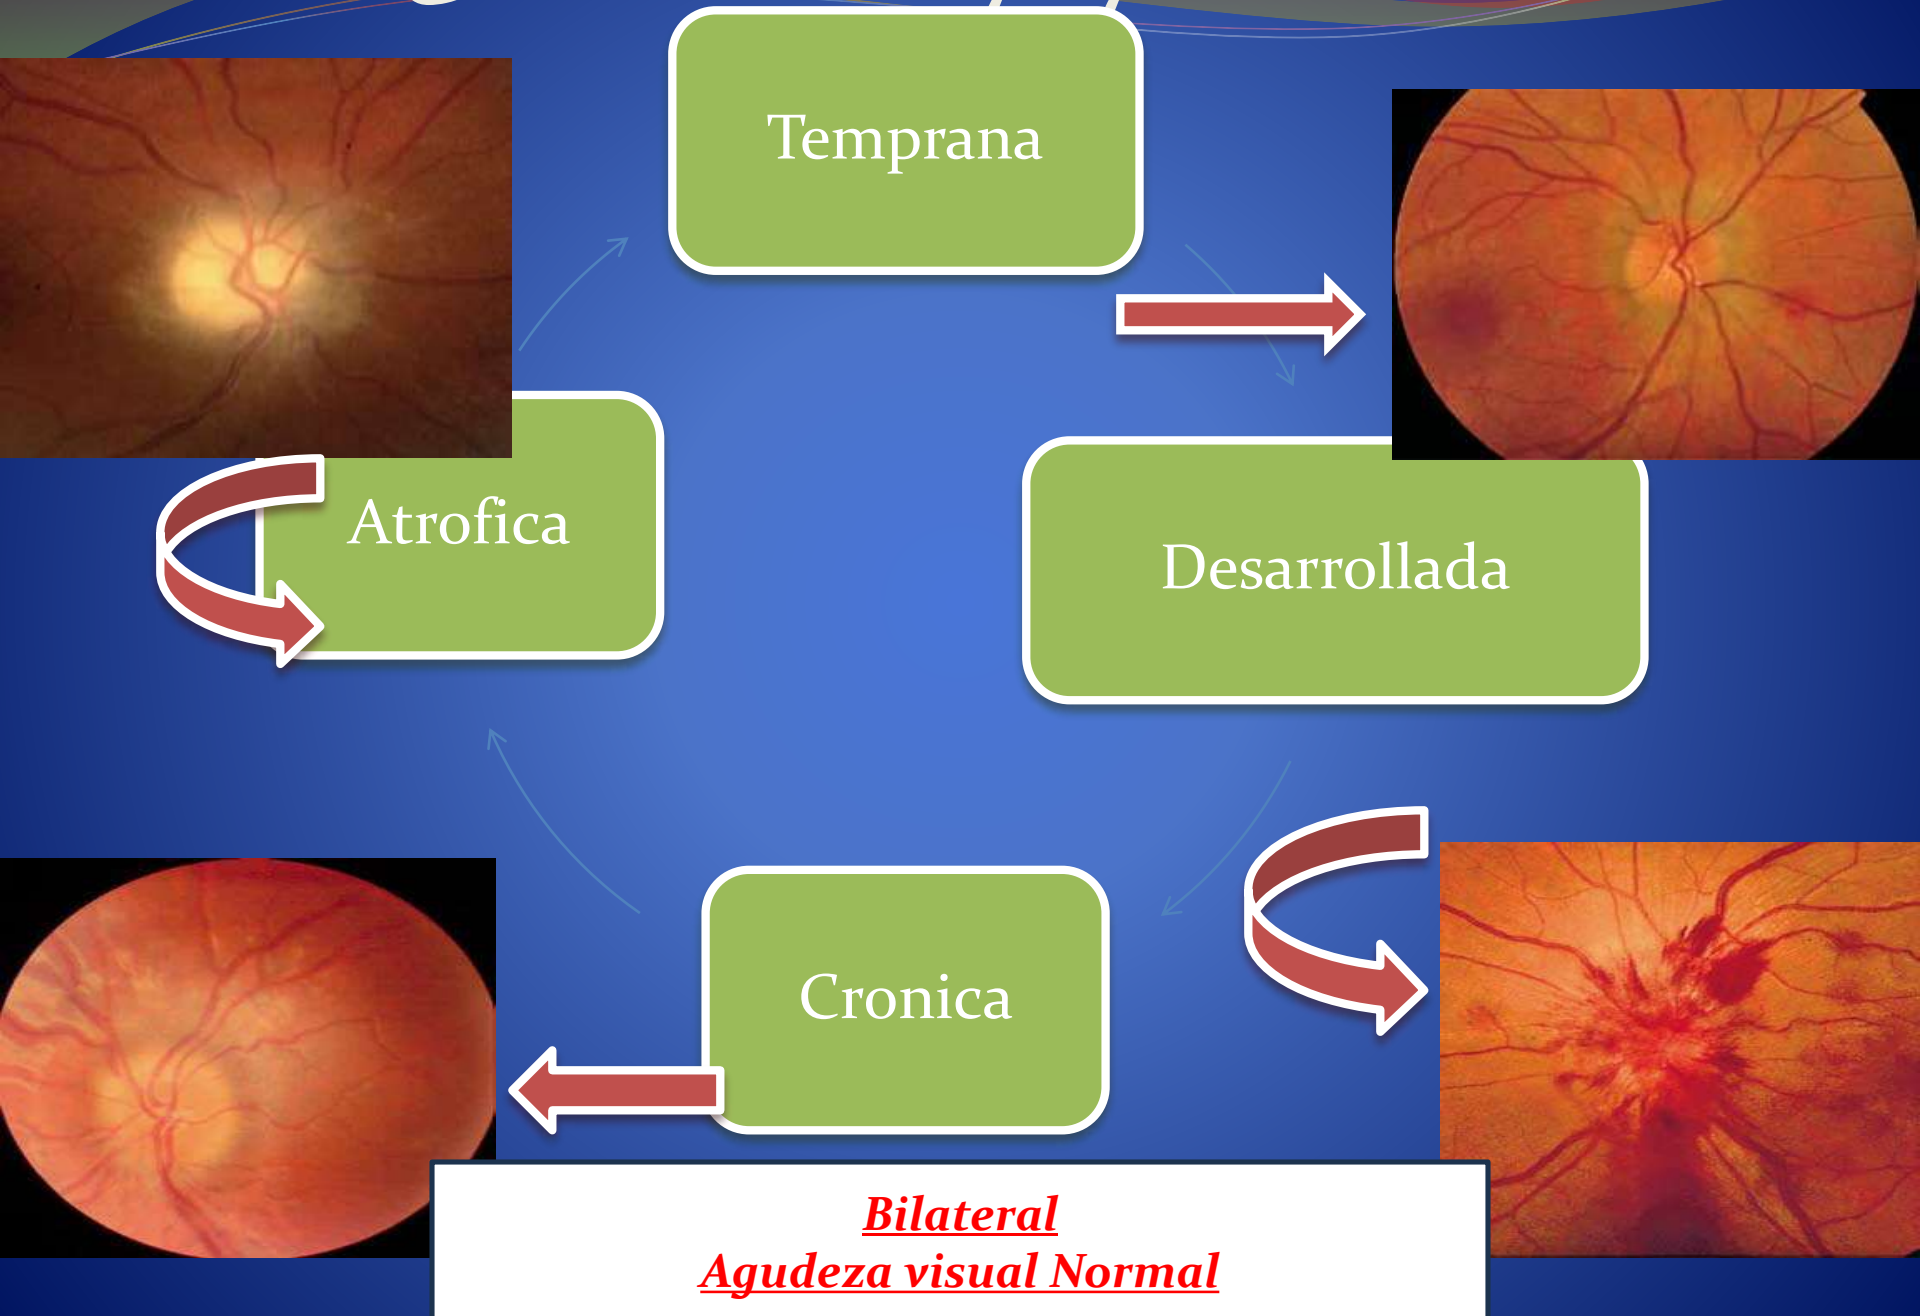 Temprana
Atrofica
Desarrollada
Cronica
Bilateral
Agudeza visual Normal